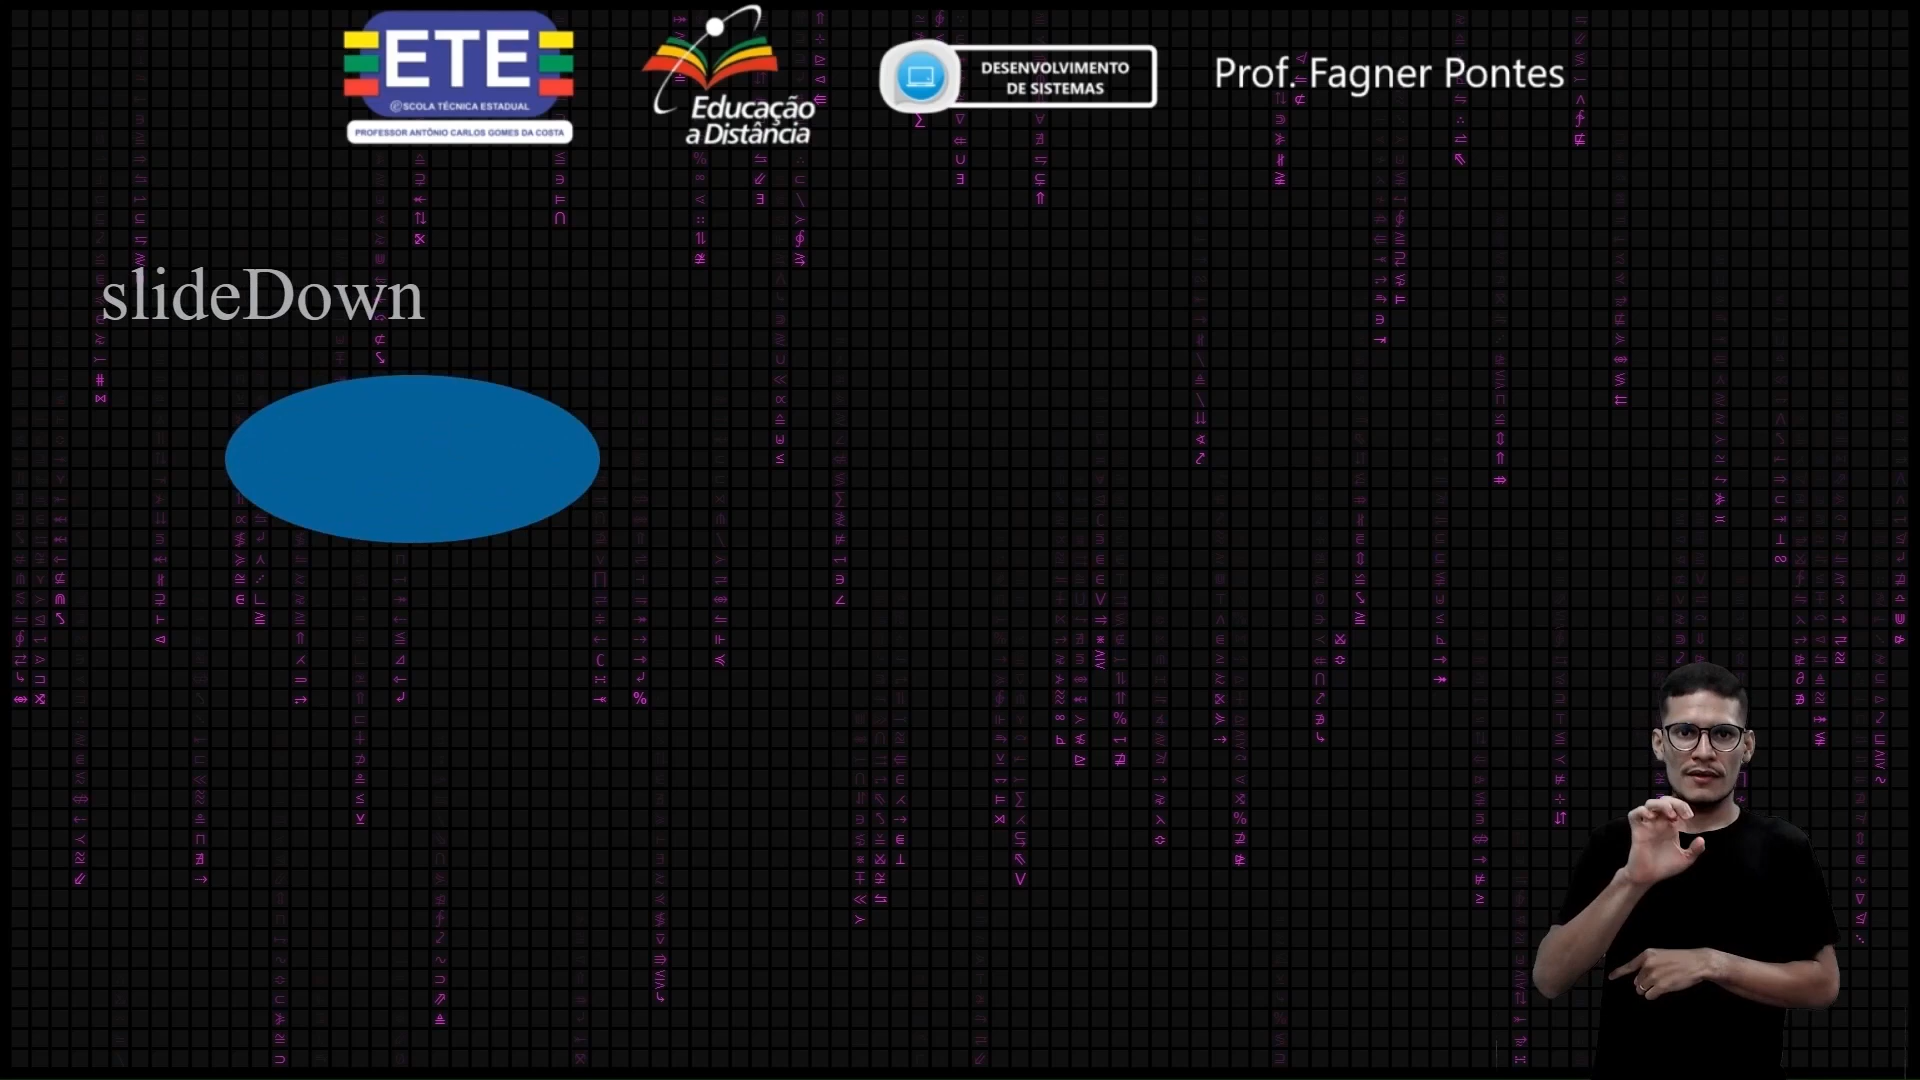 ETE
ESCOLA TÉCNICA ESTADUAL
PROFESSOR ANTÔNIO CARLOS GOMES DA COSTA
Educação
a Distância
DESENVOLVIMENTO
DE SISTEMAS
Prof. Fagner Pontes
slideDown